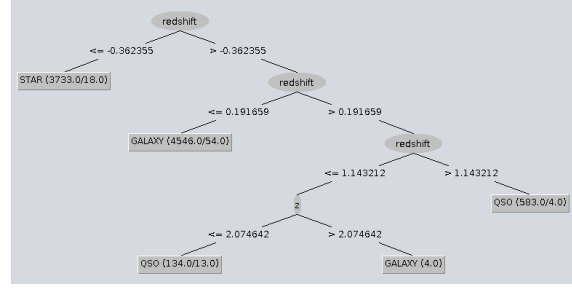 redshift
<= -0.362355
> -0.362355
STAR (3733.0/18.0)
redshift
<= 0.191659
> 0.191659
GALAXY (4546.0/54.0)
redshift
<= 1.143212
> 1.143212
z
QSO (583.0/4.0)
<= 2.074642
> 2.074642
QSO (134.0/13.0)
GALAXY (4.0)